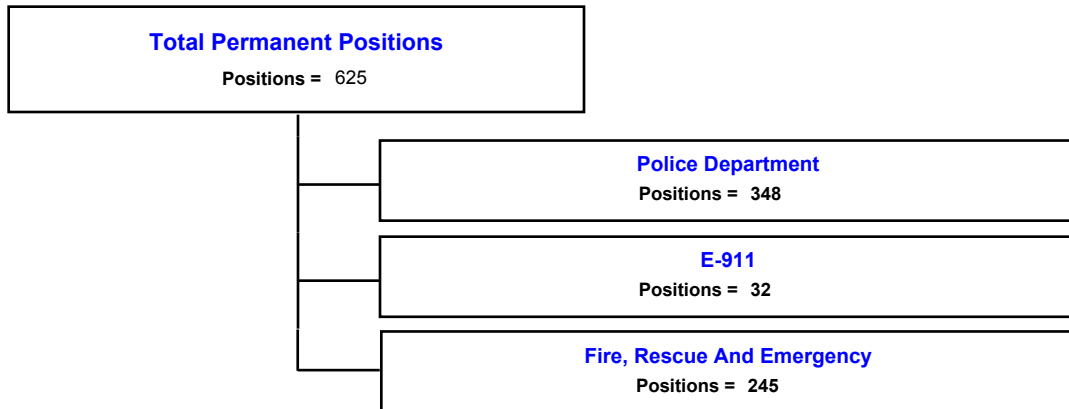 Total Permanent Positions
Positions = 625
Police Department
Positions = 348
E-911
Positions = 32
Fire, Rescue And Emergency
Positions = 245